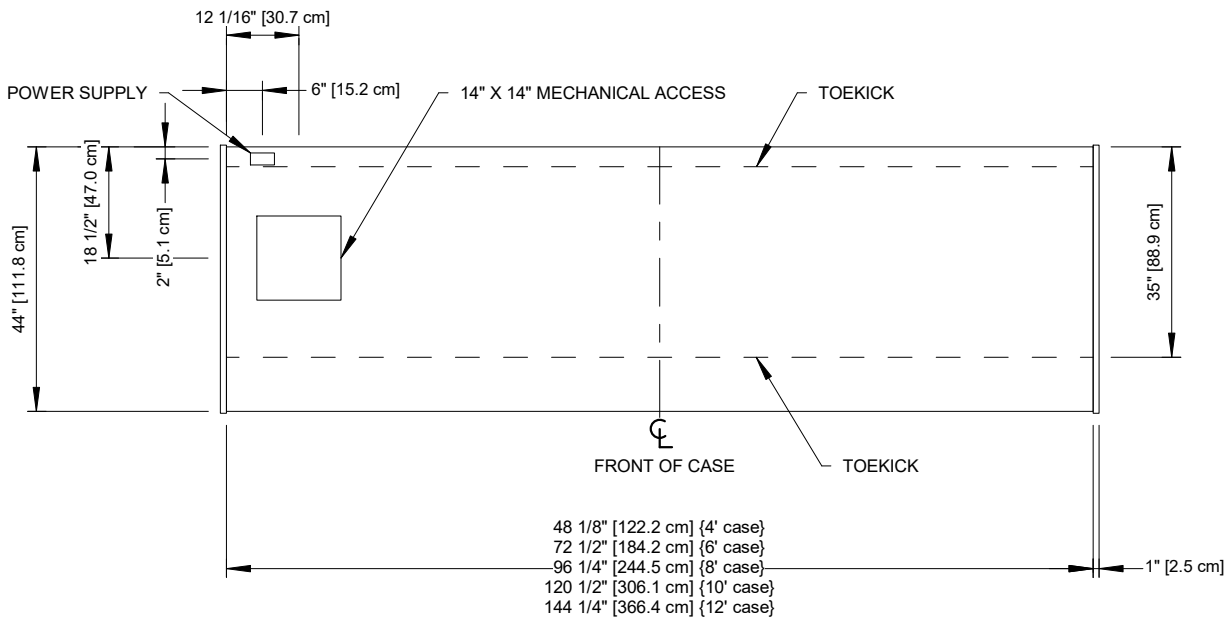 12 1/16" [30.7 cm]
6" [15.2 cm]
POWER SUPPLY
14" X 14" MECHANICAL ACCESS
TOEKICK
44" [111.8 cm]
18 1/2" [47.0 cm]
2" [5.1 cm]
35" [88.9 cm]
CL
FRONT OF CASE
TOEKICK
48 1/8" [122.2 cm] {4' case}
72 1/2" [184.2 cm] {6' case}
96 1/4" [244.5 cm] {8' case}
120 1/2" [306.1 cm] {10' case}
144 1/4" [366.4 cm] {12' case}
1" [2.5 cm]